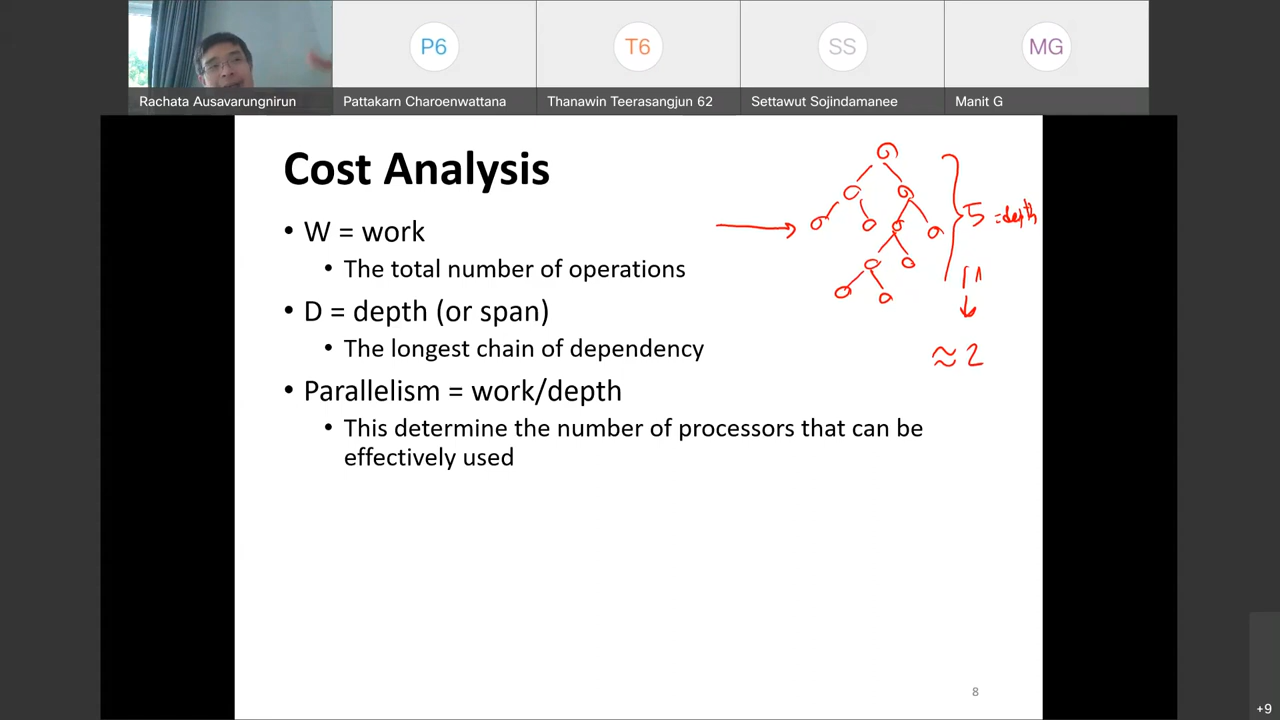 P6
T6
SS
MG
Rachata Ausavarungnirun
Pattakarn Charoenwattana
Thanawin Teerasangjun 62
Settawut Sojindamanee
Manit G
Cost Analysis
• W = work
• The total number of operations
• D = depth (or span)
• The longest chain of dependency
• Parallelism = work/depth
• This determine the number of processors that can be
effectively used
5 = depth
≈ 2
8
+9